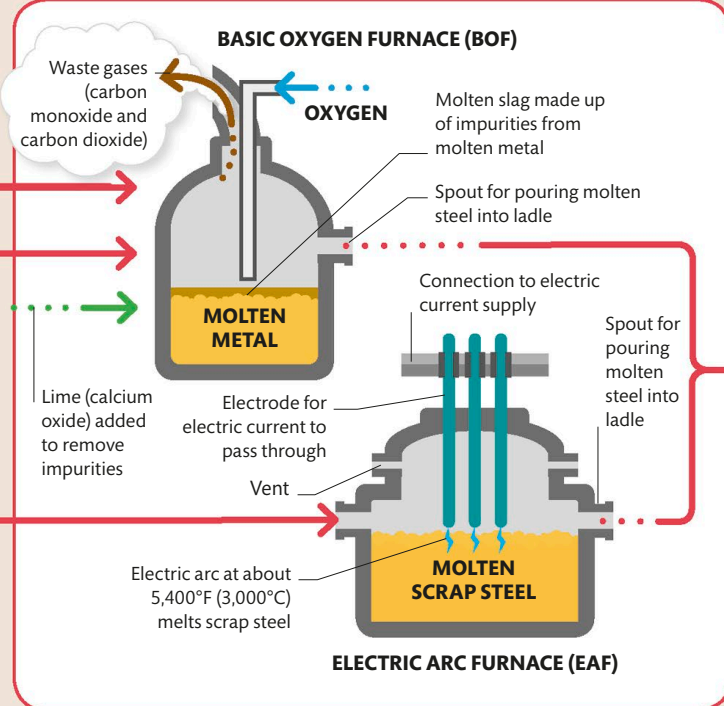 BASIC OXYGEN FURNACE (BOF)
Waste gases
(carbon
monoxide and
carbon dioxide)
OXYGEN
Molten slag made up
of impurities from
molten metal
Spout for pouring molten
steel into ladle
MOLTEN
METAL
Lime (calcium
oxide) added
to remove
impurities
Connection to electric
current supply
Spout for
pouring
molten
steel into
ladle
Electrode for
electric current to
pass through
Vent
Electric arc at about
5,400°F (3,000°C)
melts scrap steel
MOLTEN
SCRAP STEEL
ELECTRIC ARC FURNACE (EAF)